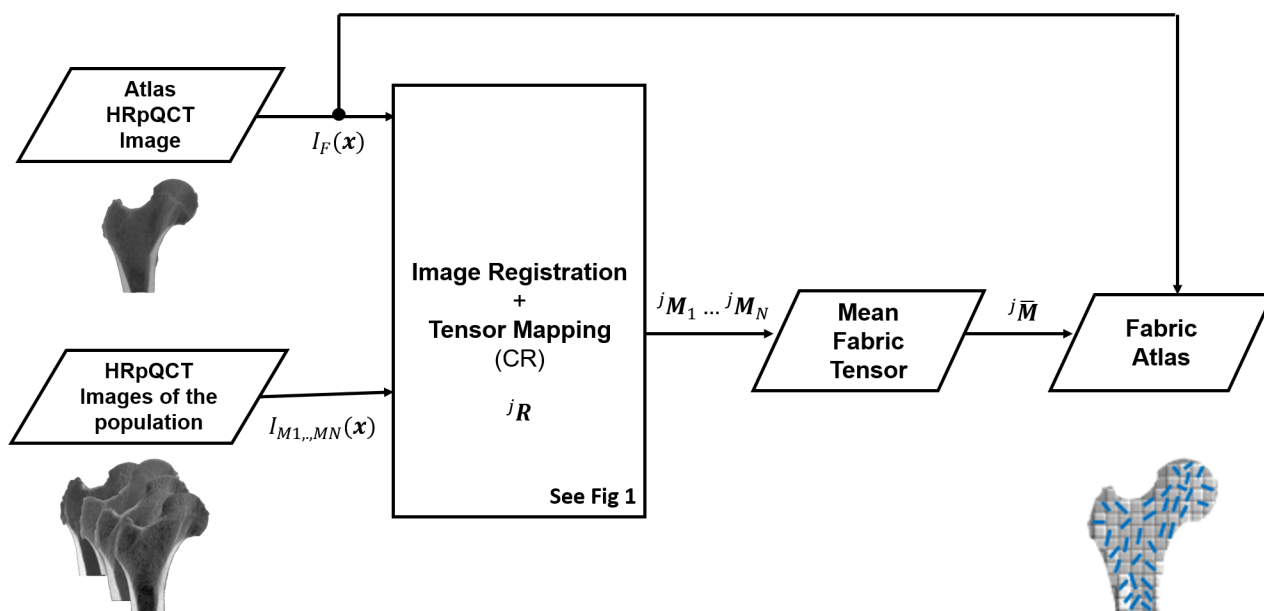 Atlas
HRpQCT
Image
I_F(x)
HRpQCT
Images of the
population
I_{M1,.,MN}(x)
Image Registration
+
Tensor Mapping
(CR)
^jR
See Fig 1
^jM_1 ... ^jM_N
Mean
Fabric
Tensor
^jM̅
Fabric
Atlas